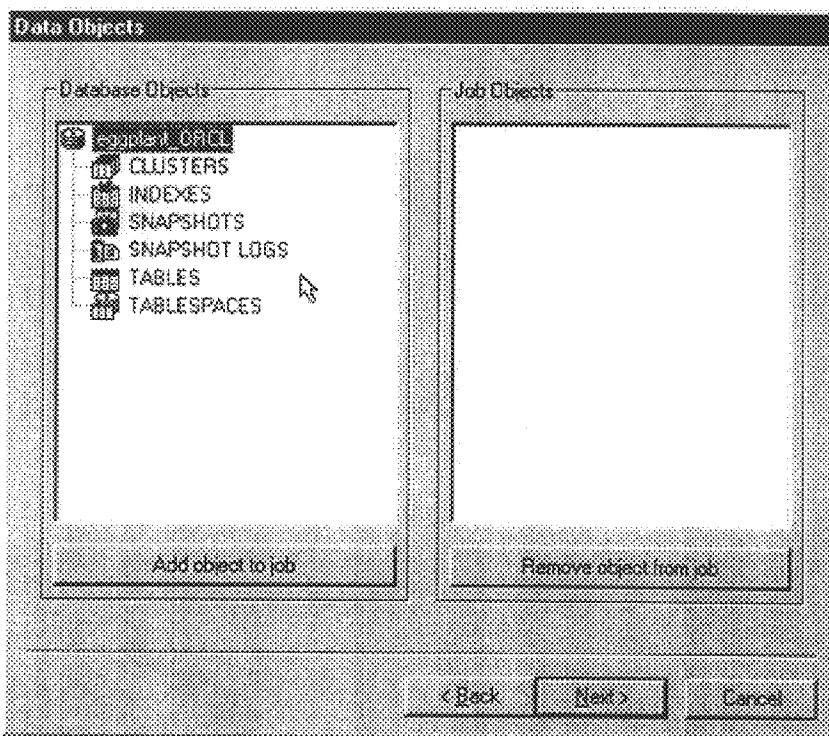 Data Objects
Database Objects
eggplant_ORCL
CLUSTERS
INDEXES
SNAPSHOTS
SNAPSHOT LOGS
TABLES
TABLESPACES
Add object to job
Job Objects
Remove object from job
< Back
Next >
Cancel